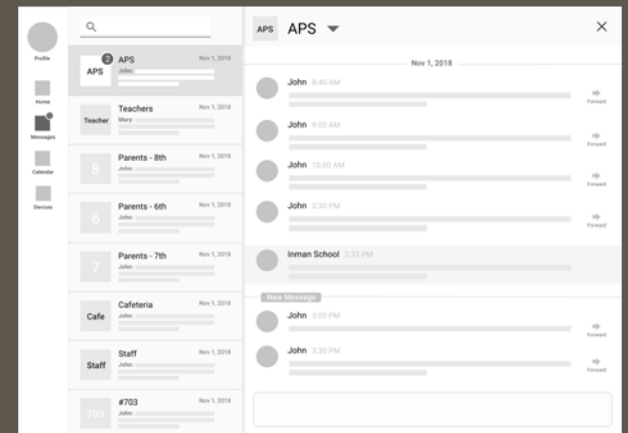 Profile
Home
Messages
Calendar
Devices
APS
2
APS
Nov 1, 2018
John
Teacher
Teachers
Nov 1, 2018
Mary
8
Parents - 8th
Nov 1, 2018
John
6
Parents - 6th
Nov 1, 2018
John
7
Parents - 7th
Nov 1, 2018
John
Cafe
Cafeteria
Nov 1, 2018
John
Staff
Staff
Nov 1, 2018
John
703
#703
Nov 1, 2018
John
APS
APS
Nov 1, 2018
John 8:40 AM
Forward
John 9:00 AM
Forward
John 10:00 AM
Forward
John 2:30 PM
Forward
Inman School 2:33 PM
New Message
John 3:00 PM
Forward
John 3:30 PM
Forward